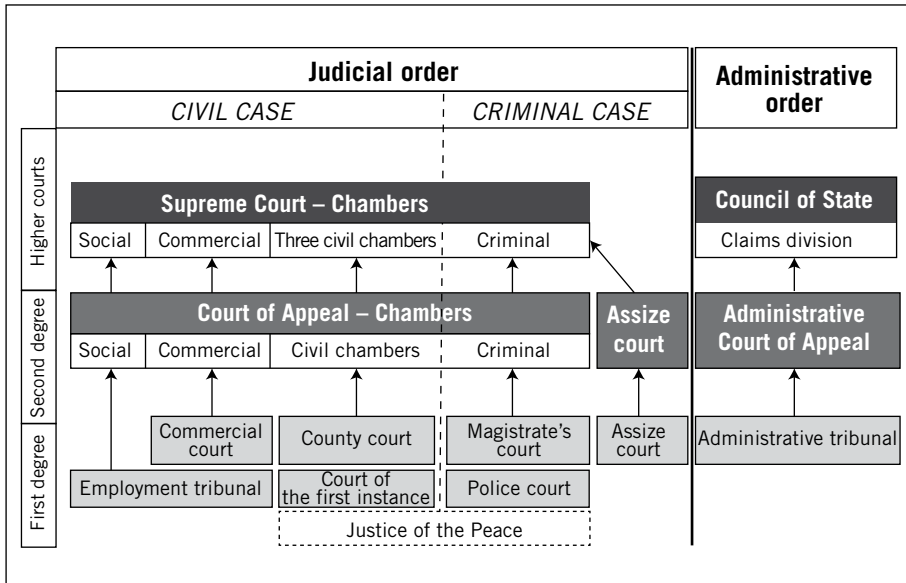 Judicial order
Administrative
order
CIVIL CASE
CRIMINAL CASE
Higher courts
Supreme Court – Chambers
Social
Commercial
Three civil chambers
Criminal
Council of State
Claims division
Second degree
Court of Appeal – Chambers
Social
Commercial
Civil chambers
Criminal
Assize
court
Administrative
Court of Appeal
First degree
Commercial
court
County court
Magistrate's
court
Assize
court
Administrative tribunal
Employment tribunal
Court of
the first instance
Police court
Justice of the Peace